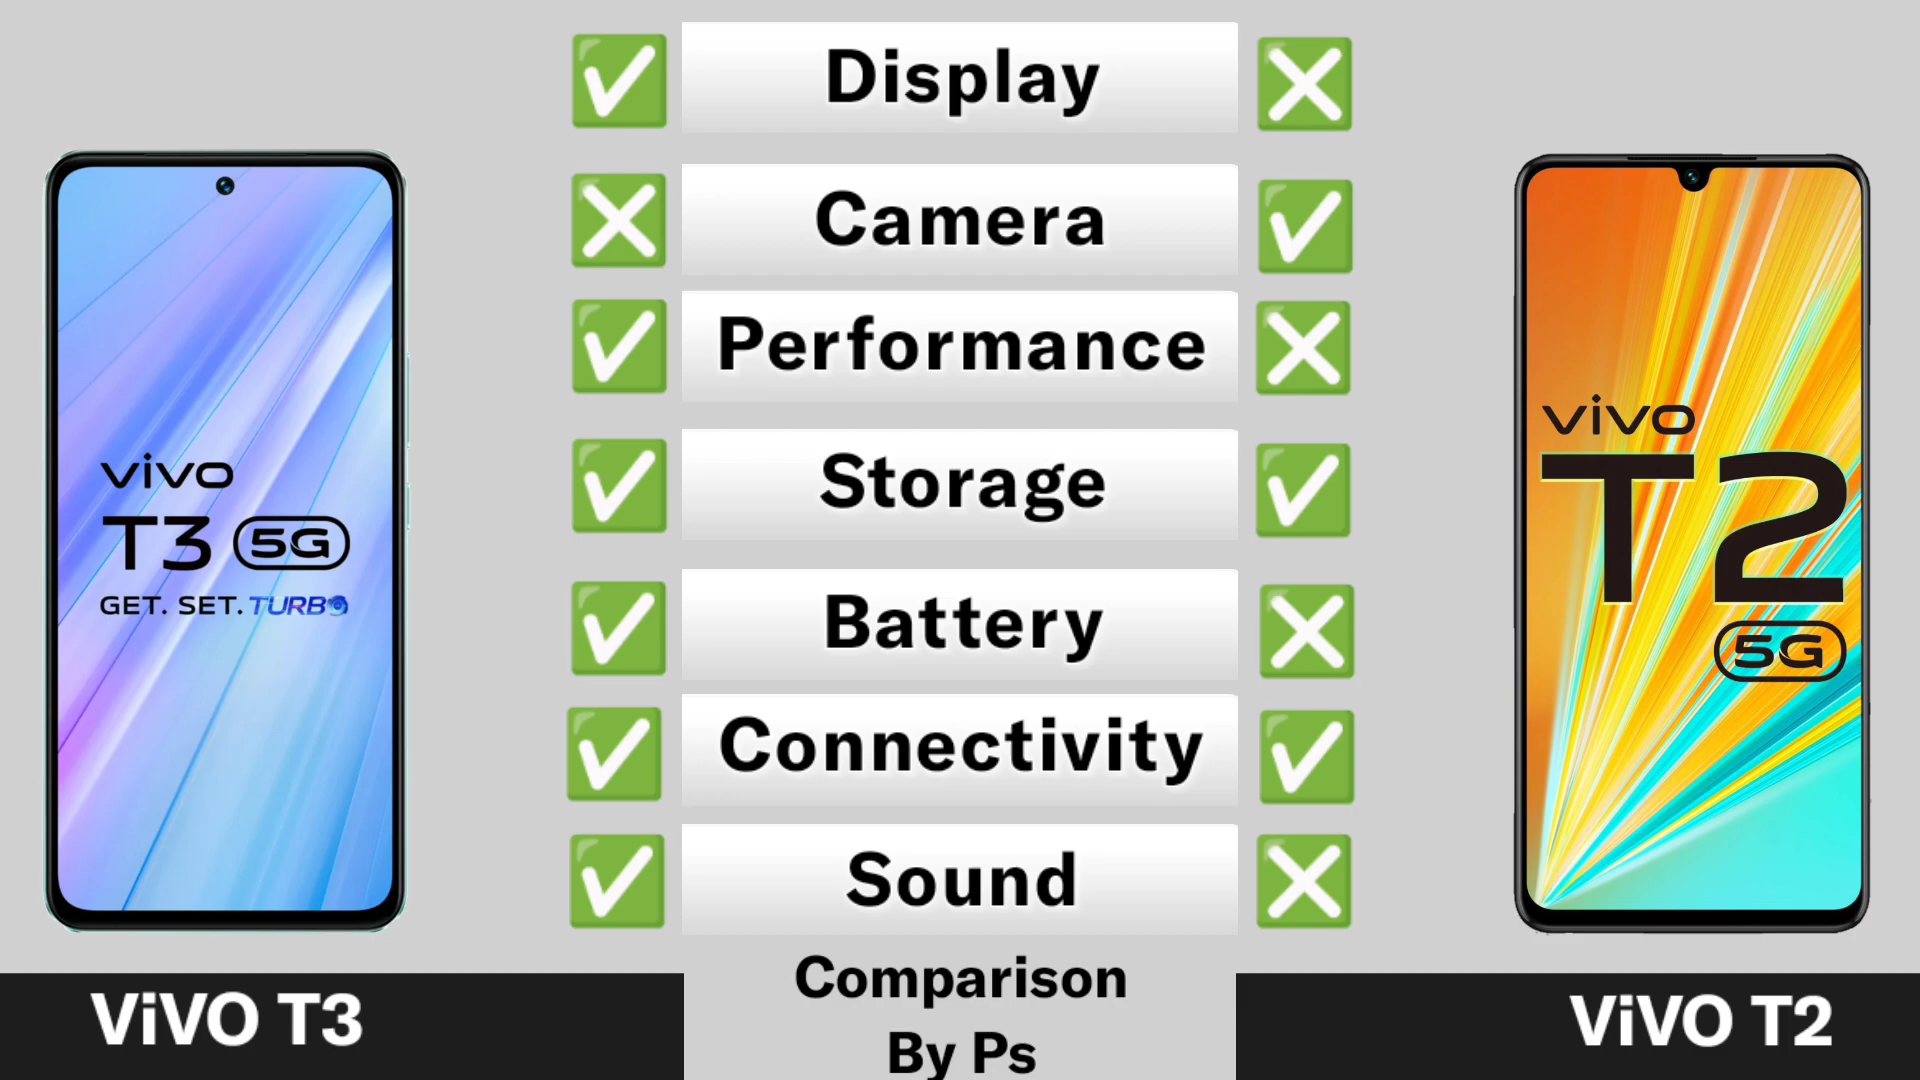 Display
Camera
Performance
Storage
Battery
Connectivity
Sound
Comparison
By Ps
vivo
T3 5G
GET. SET. TURBO
ViVO T3
vivo
T2
5G
ViVO T2